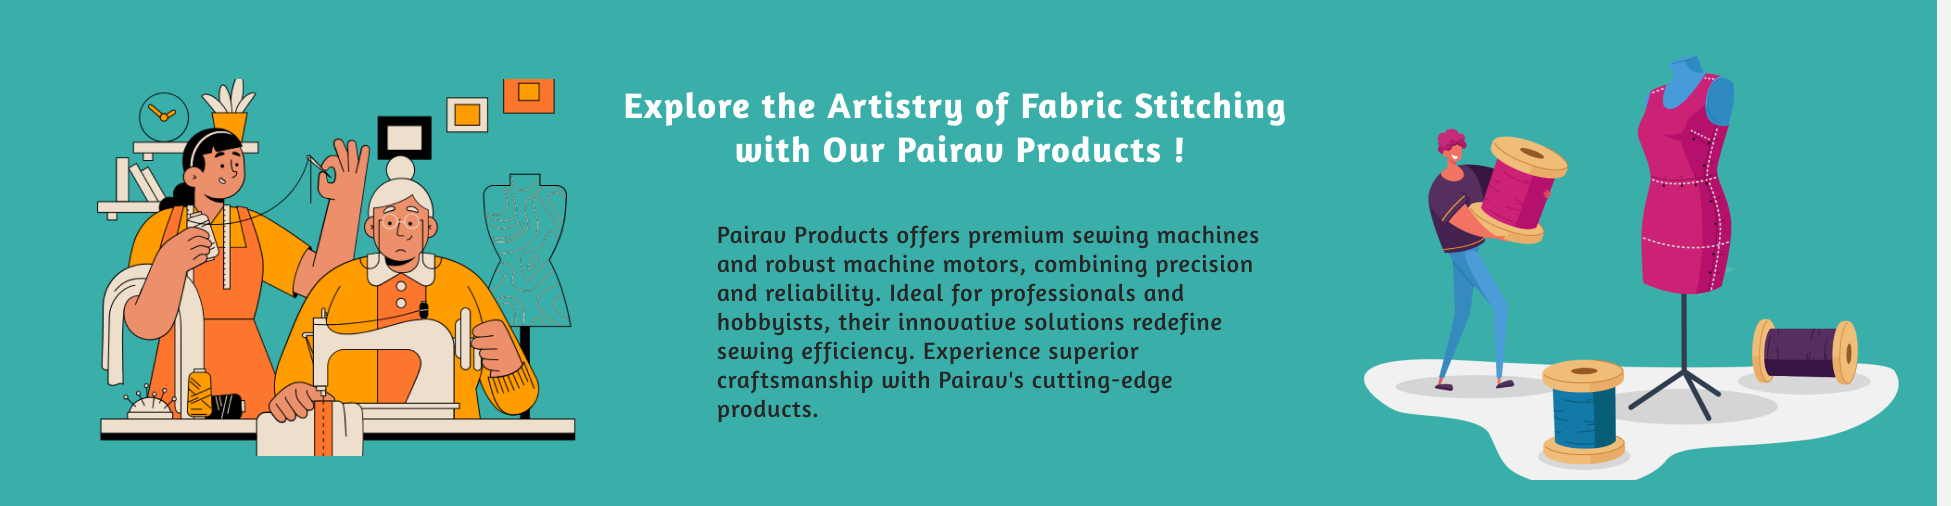 Explore the Artistry of Fabric Stitching
with Our Pairav Products !
Pairav Products offers premium sewing machines
and robust machine motors, combining precision
and reliability. Ideal for professionals and
hobbyists, their innovative solutions redefine
sewing efficiency. Experience superior
craftsmanship with Pairav's cutting-edge
products.